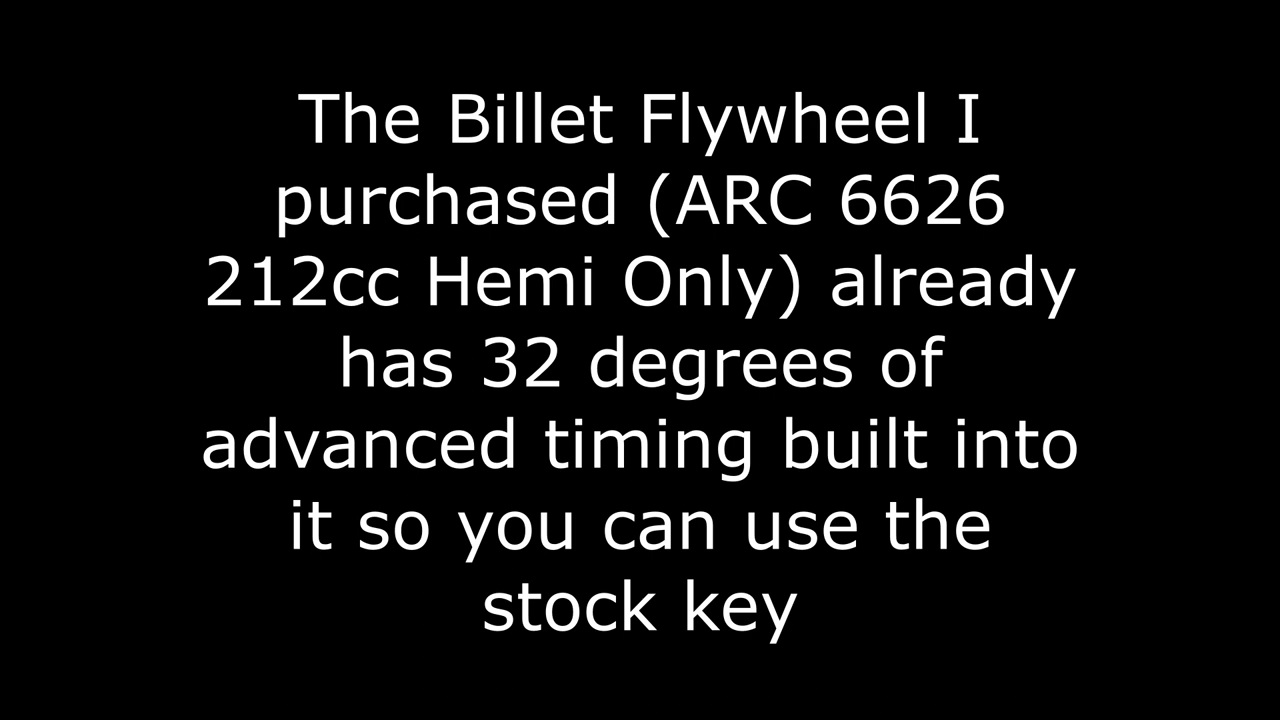 The Billet Flywheel I
purchased (ARC 6626
212cc Hemi Only) already
has 32 degrees of
advanced timing built into
it so you can use the
stock key